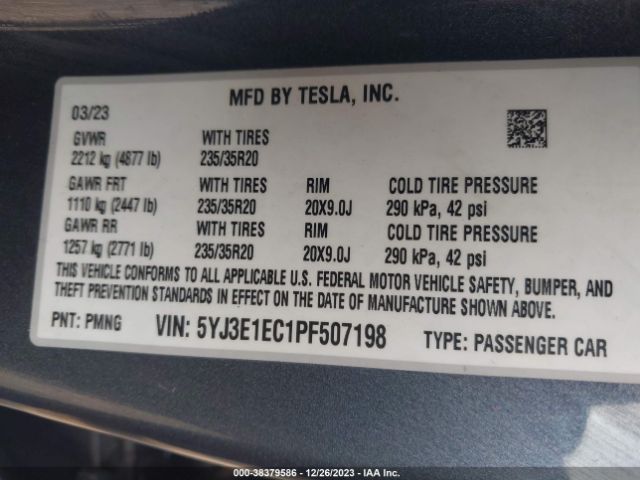 MFD BY TESLA, INC.
03/23
GVWR WITH TIRES
2212 kg (4877 lb) 235/35R20
GAWR FRT WITH TIRES RIM COLD TIRE PRESSURE
1110 kg (2447 lb) 235/35R20 20X9.0J 290 kPa, 42 psi
GAWR RR WITH TIRES RIM COLD TIRE PRESSURE
1257 kg (2771 lb) 235/35R20 20X9.0J 290 kPa, 42 psi
THIS VEHICLE CONFORMS TO ALL APPLICABLE U.S. FEDERAL MOTOR VEHICLE SAFETY, BUMPER, AND
THEFT PREVENTION STANDARDS IN EFFECT ON THE DATE OF MANUFACTURE SHOWN ABOVE.
PNT: PMNG VIN: 5YJ3E1EC1PF507198 TYPE: PASSENGER CAR
000-38379586 - 12/26/2023 - IAA Inc.